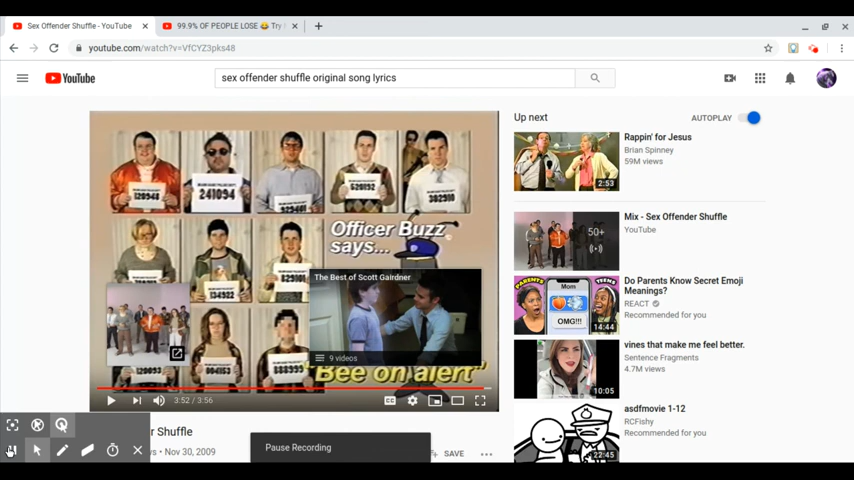 Sex Offender Shuffle - YouTube
99.9% OF PEOPLE LOSE 😂 Try
youtube.com/watch?v=VfCYZ3pks48
YouTube
sex offender shuffle original song lyrics
Up next
AUTOPLAY
Rappin' for Jesus
Brian Spinney
59M views
2:53
241094
620192
302900
Officer Buzz
says...
134922
The Best of Scott Gairdner
9 videos
"Bee on alert"
3:52 / 3:56
50+
Mix - Sex Offender Shuffle
YouTube
PARENTS
TEENS
Mom
OMG!!!
14:44
Do Parents Know Secret Emoji
Meanings?
REACT
Recommended for you
10:05
vines that make me feel better.
Sentence Fragments
4.7M views
22:45
asdfmovie 1-12
RCFishy
Recommended for you
er Shuffle
• Nov 30, 2009
Pause Recording
SAVE